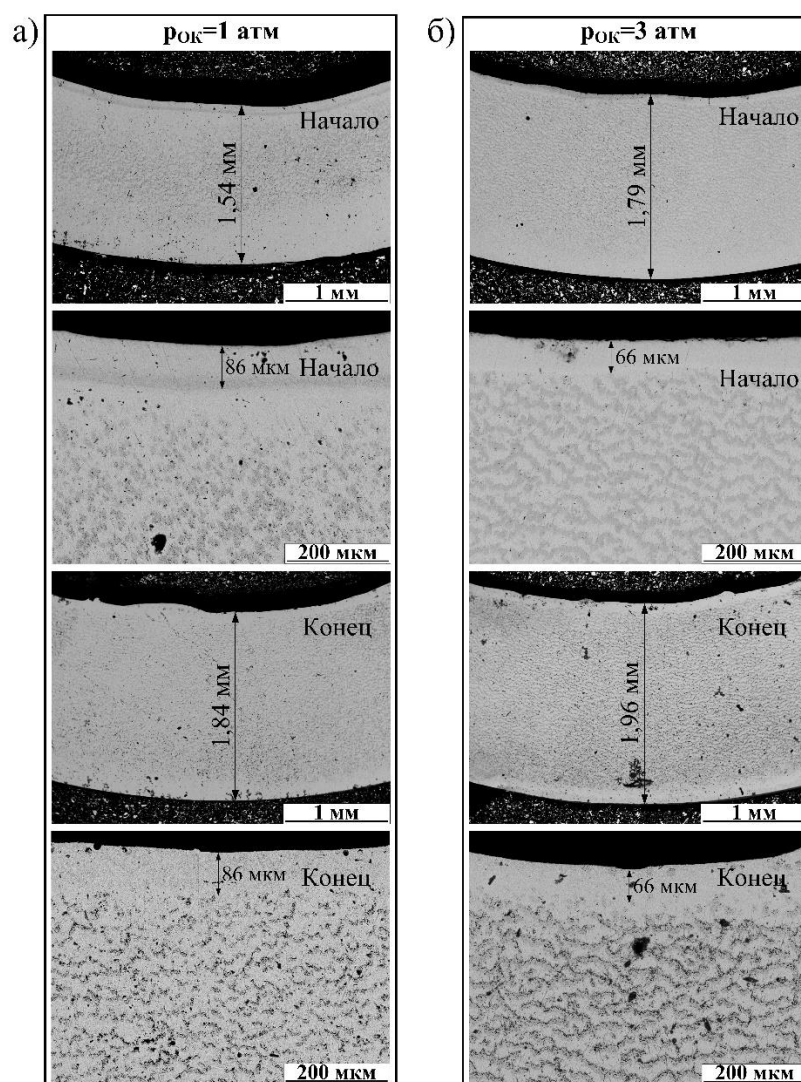 а)
рОК=1 атм
Начало
1,54 мм
1 мм
86 мкм
Начало
200 мкм
Конец
1,84 мм
1 мм
86 мкм
Конец
200 мкм
б)
рОК=3 атм
Начало
1,79 мм
1 мм
66 мкм
Начало
200 мкм
Конец
1,96 мм
1 мм
66 мкм
Конец
200 мкм